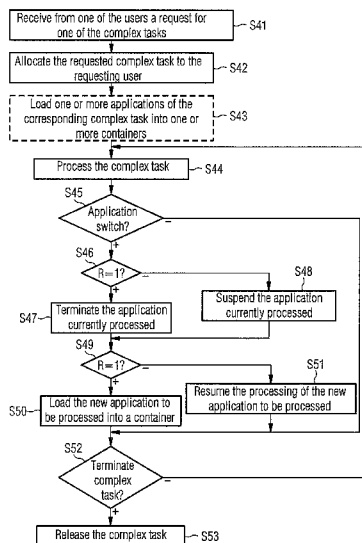 Receive from one of the users a request for
one of the complex tasks
S41
Allocate the requested complex task to the
requesting user
S42
Load one or more applications of the
corresponding complex task into one or
more containers
S43
Process the complex task
S44
S45
Application
switch?
–
+
S46
R=1?
–
+
S48
Suspend the application
currently processed
S47
Terminate the application
currently processed
S49
R=1?
–
+
S51
Resume the processing of the new
application to be processed
S50
Load the new application to
be processed into a container
S52
Terminate
complex
task?
–
+
Release the complex task
S53